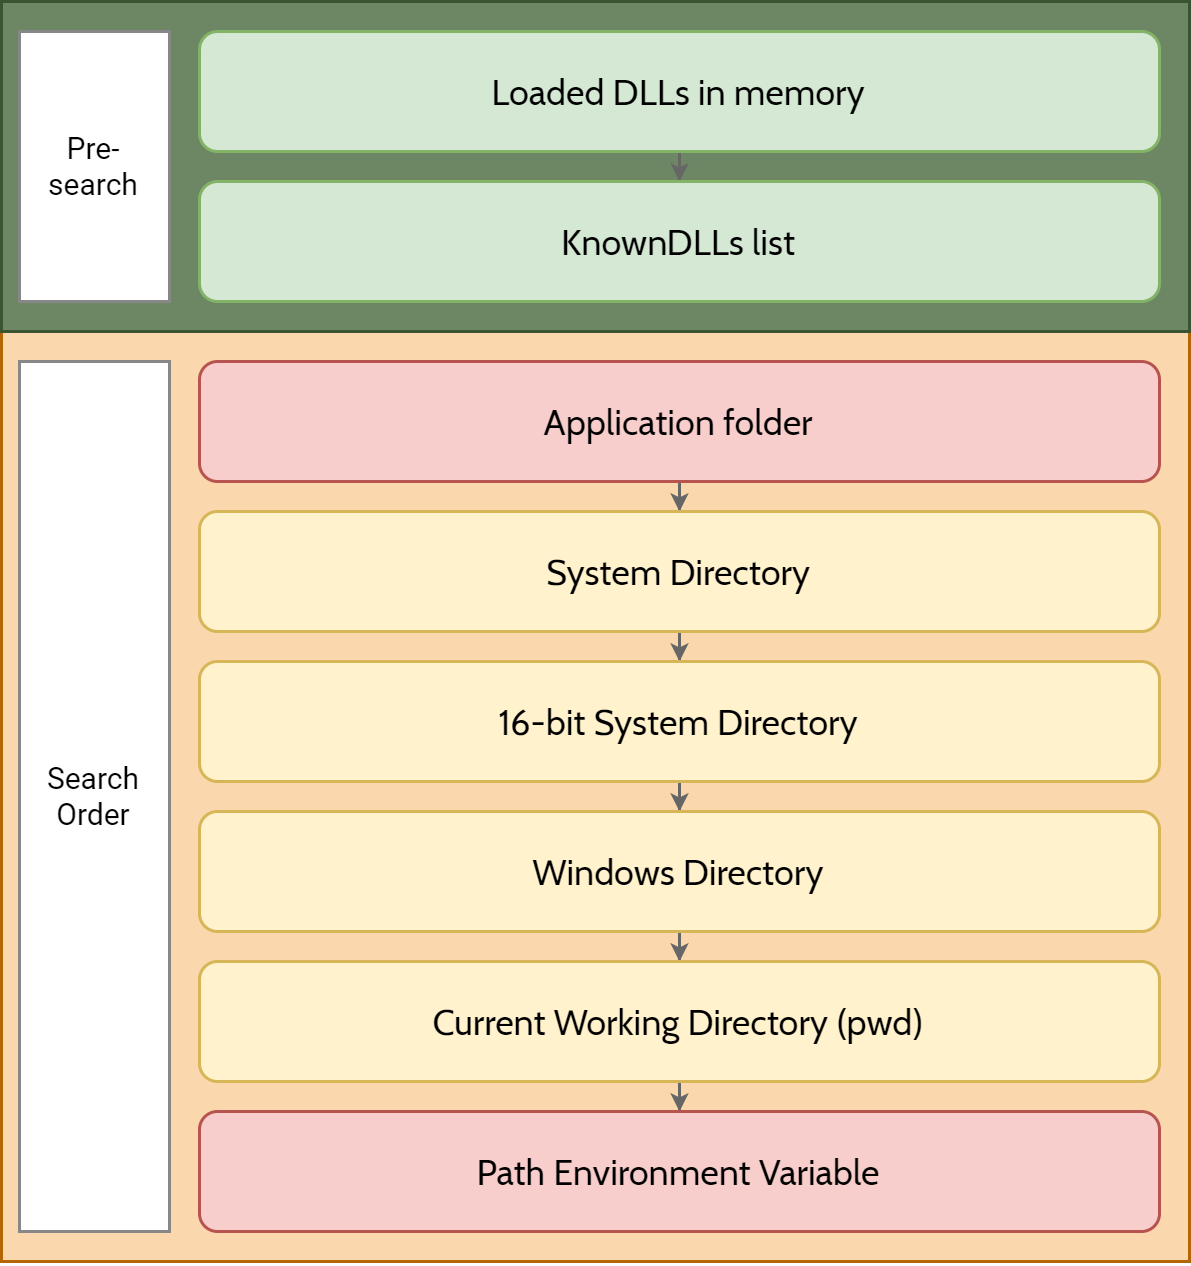 Pre-
search
Loaded DLLs in memory
KnownDLLs list
Search
Order
Application folder
System Directory
16-bit System Directory
Windows Directory
Current Working Directory (pwd)
Path Environment Variable